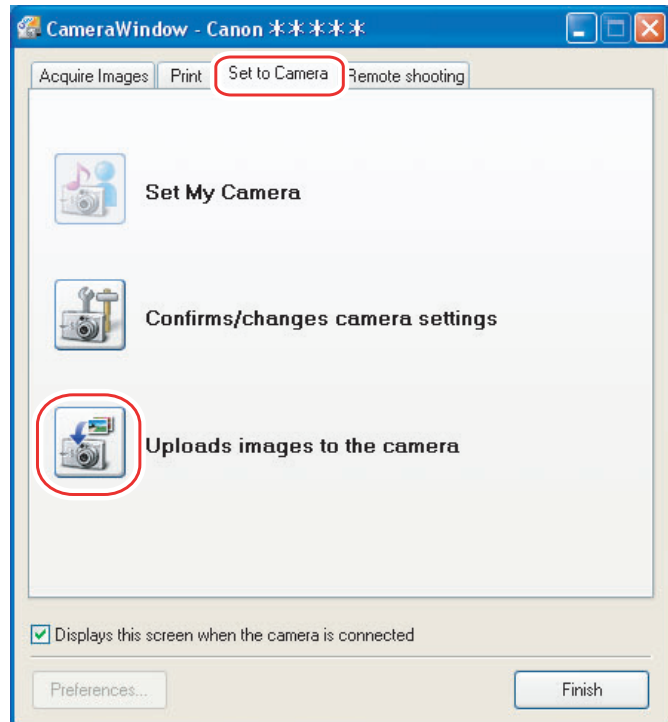 CameraWindow - Canon *****
Acquire Images Print Set to Camera Remote shooting
Set My Camera
Confirms/changes camera settings
Uploads images to the camera
Displays this screen when the camera is connected
Preferences... Finish